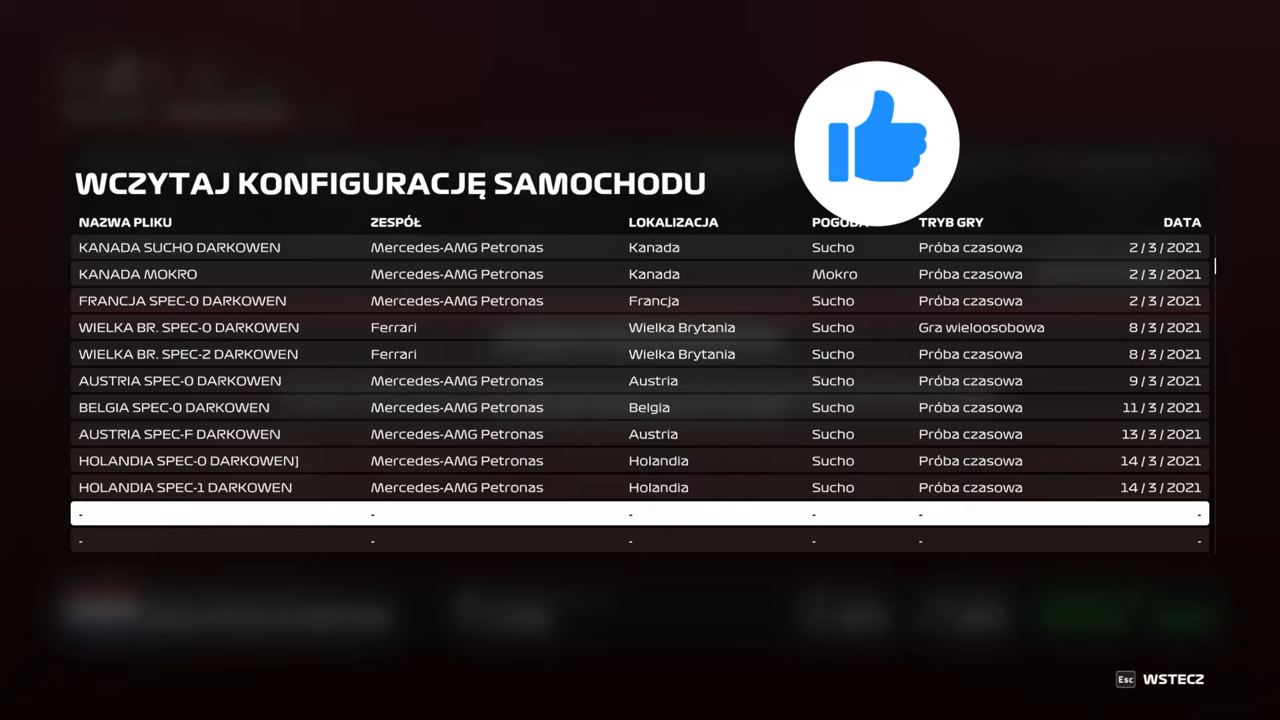 WCZYTAJ KONFIGURACJĘ SAMOCHODU
NAZWA PLIKU ZESPÓŁ LOKALIZACJA POGODA TRYB GRY DATA
KANADA SUCHO DARKOWEN Mercedes-AMG Petronas Kanada Sucho Próba czasowa 2 / 3 / 2021
KANADA MOKRO Mercedes-AMG Petronas Kanada Mokro Próba czasowa 2 / 3 / 2021
FRANCJA SPEC-0 DARKOWEN Mercedes-AMG Petronas Francja Sucho Próba czasowa 2 / 3 / 2021
WIELKA BR. SPEC-0 DARKOWEN Ferrari Wielka Brytania Sucho Gra wieloosobowa 8 / 3 / 2021
WIELKA BR. SPEC-2 DARKOWEN Ferrari Wielka Brytania Sucho Próba czasowa 8 / 3 / 2021
AUSTRIA SPEC-0 DARKOWEN Mercedes-AMG Petronas Austria Sucho Próba czasowa 9 / 3 / 2021
BELGIA SPEC-0 DARKOWEN Mercedes-AMG Petronas Belgia Sucho Próba czasowa 11 / 3 / 2021
AUSTRIA SPEC-F DARKOWEN Mercedes-AMG Petronas Austria Sucho Próba czasowa 13 / 3 / 2021
HOLANDIA SPEC-0 DARKOWEN] Mercedes-AMG Petronas Holandia Sucho Próba czasowa 14 / 3 / 2021
HOLANDIA SPEC-1 DARKOWEN Mercedes-AMG Petronas Holandia Sucho Próba czasowa 14 / 3 / 2021
- - - - - -
- - - - - -
Esc WSTECZ